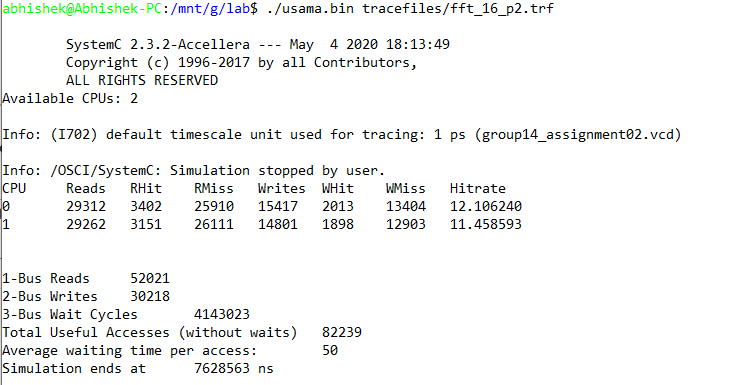 abhishek@Abhishek-PC:/mnt/g/lab$ ./usama.bin tracefiles/fft_16_p2.trf
SystemC 2.3.2-Accellera --- May  4 2020 18:13:49
Copyright (c) 1996-2017 by all Contributors,
ALL RIGHTS RESERVED
Available CPUs: 2
Info: (I702) default timescale unit used for tracing: 1 ps (group14_assignment02.vcd)
Info: /OSCI/SystemC: Simulation stopped by user.
CPU Reads RHit RMiss Writes WHit WMiss Hitrate
0 29312 3402 25910 15417 2013 13404 12.106240
1 29262 3151 26111 14801 1898 12903 11.458593
1-Bus Reads 52021
2-Bus Writes 30218
3-Bus Wait Cycles 4143023
Total Useful Accesses (without waits) 82239
Average waiting time per access: 50
Simulation ends at 7628563 ns